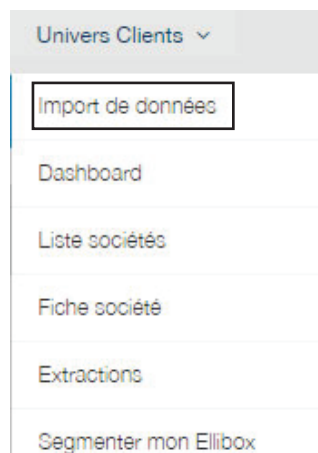 Univers Clients
Import de données
Dashboard
Liste sociétés
Fiche société
Extractions
Segmenter mon Ellibox